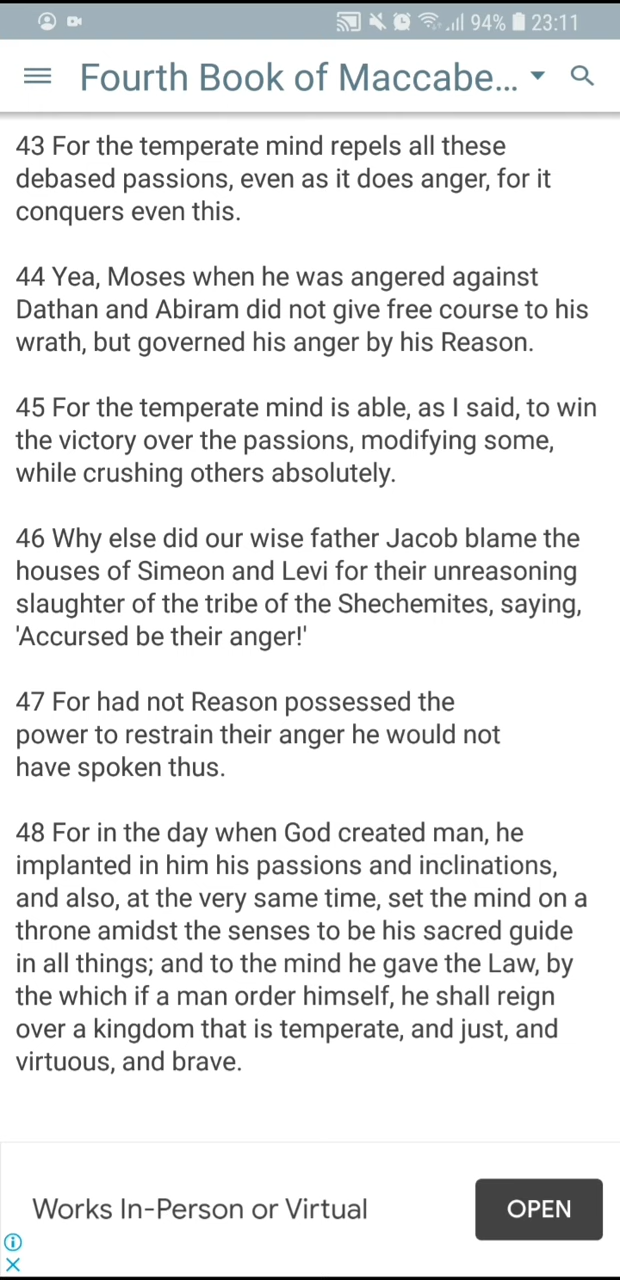 94% 23:11
Fourth Book of Maccabe...
43 For the temperate mind repels all these
debased passions, even as it does anger, for it
conquers even this.
44 Yea, Moses when he was angered against
Dathan and Abiram did not give free course to his
wrath, but governed his anger by his Reason.
45 For the temperate mind is able, as I said, to win
the victory over the passions, modifying some,
while crushing others absolutely.
46 Why else did our wise father Jacob blame the
houses of Simeon and Levi for their unreasoning
slaughter of the tribe of the Shechemites, saying,
'Accursed be their anger!'
47 For had not Reason possessed the
power to restrain their anger he would not
have spoken thus.
48 For in the day when God created man, he
implanted in him his passions and inclinations,
and also, at the very same time, set the mind on a
throne amidst the senses to be his sacred guide
in all things; and to the mind he gave the Law, by
the which if a man order himself, he shall reign
over a kingdom that is temperate, and just, and
virtuous, and brave.
Works In-Person or Virtual
OPEN